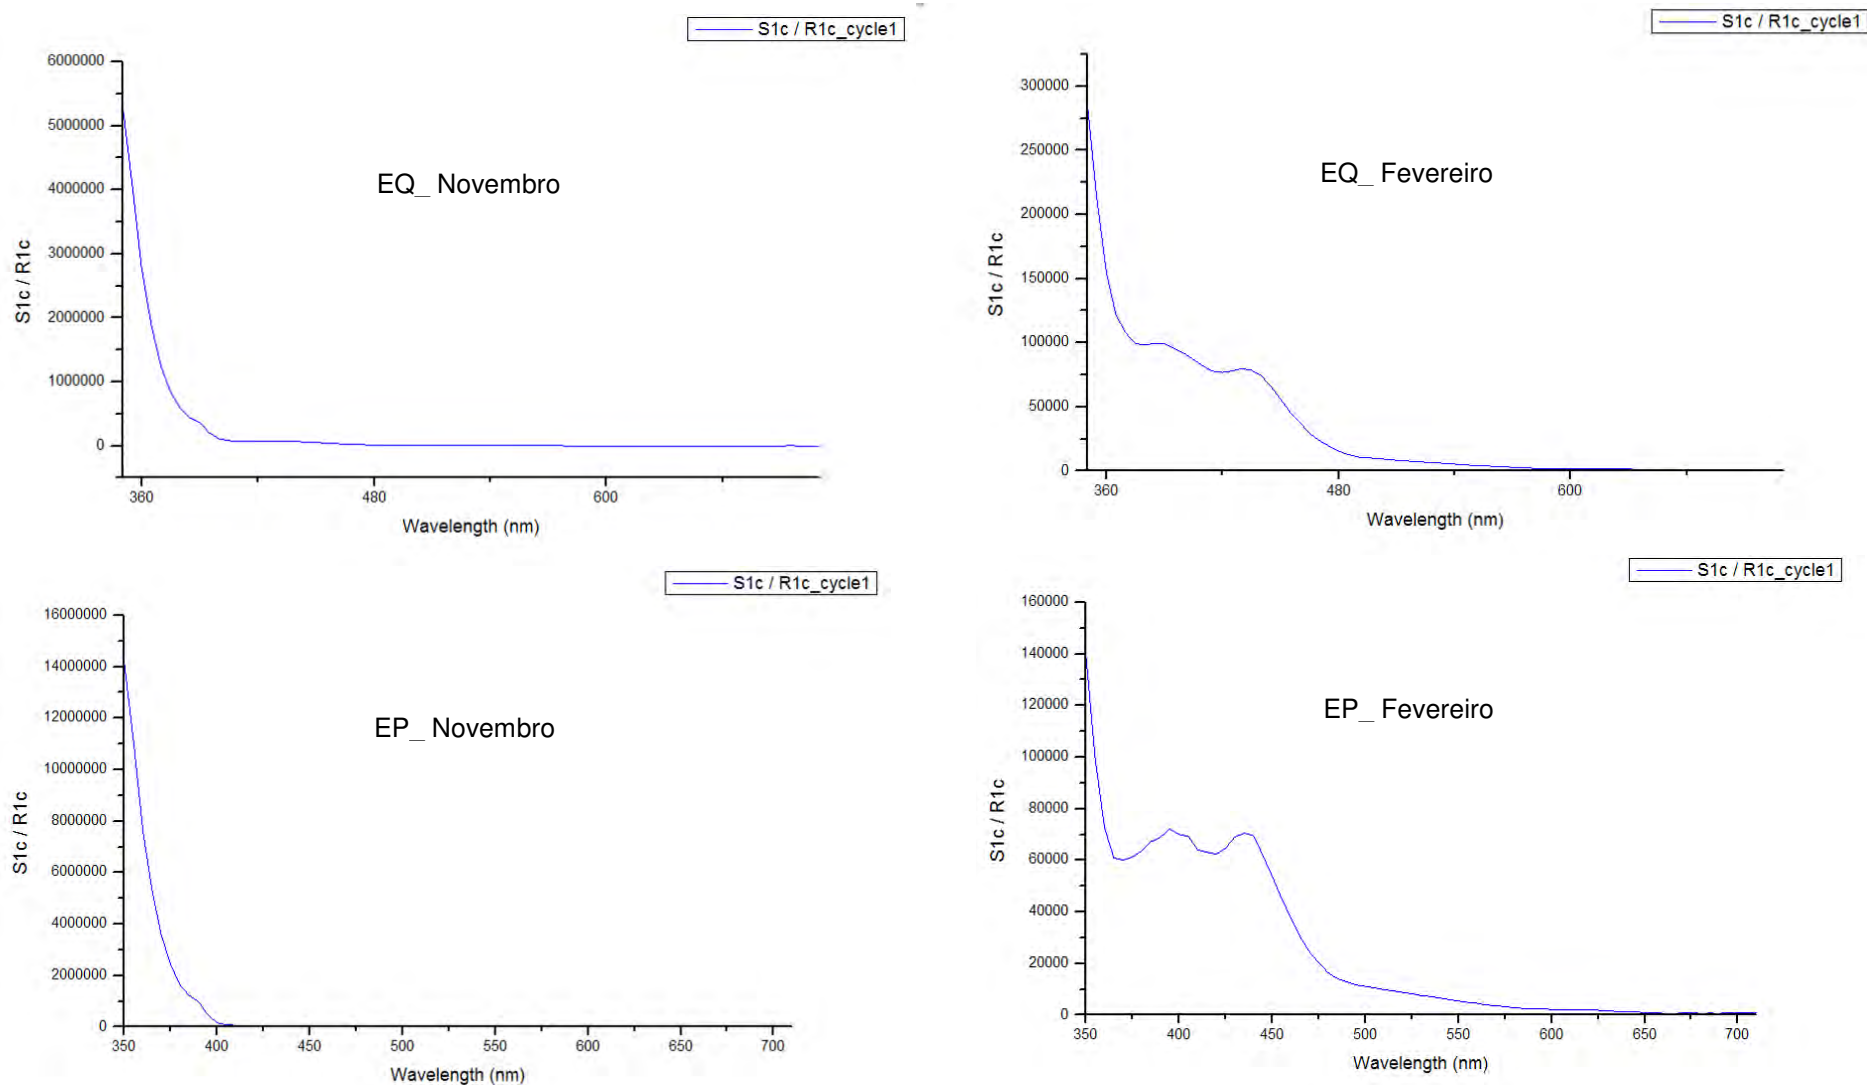 S1c / R1c_cycle1
6000000
5000000
4000000
3000000
2000000
1000000
0
S1c / R1c
EQ_ Novembro
360 480 600
Wavelength (nm)
S1c / R1c_cycle1
300000
250000
200000
150000
100000
50000
0
S1c / R1c
EQ_ Fevereiro
360 480 600
Wavelength (nm)
S1c / R1c_cycle1
16000000
14000000
12000000
10000000
8000000
6000000
4000000
2000000
0
S1c / R1c
EP_ Novembro
350 400 450 500 550 600 650 700
Wavelength (nm)
S1c / R1c_cycle1
160000
140000
120000
100000
80000
60000
40000
20000
0
S1c / R1c
EP_ Fevereiro
350 400 450 500 550 600 650 700
Wavelength (nm)